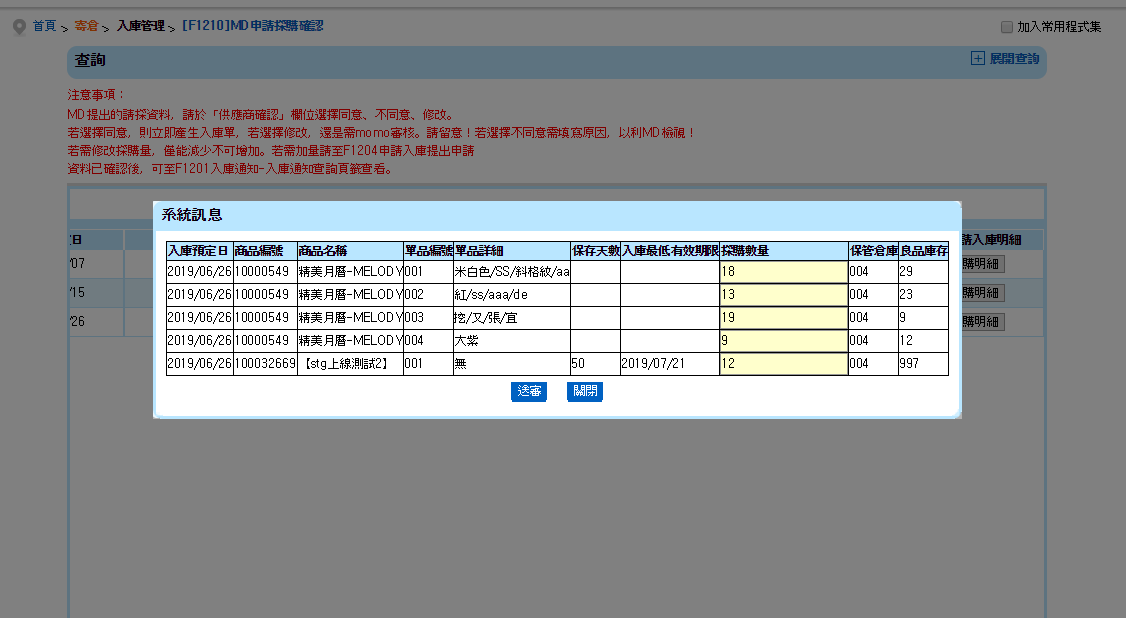 首頁 > 寄倉 > 入庫管理 > [F1210]MD申請採購確認
加入常用程式集
查詢
展開查詢
注意事項：
MD提出的請採資料，請於「供應商確認」欄位選擇同意、不同意、修改。
若選擇同意，則立即產生入庫單，若選擇修改，還是需momo審核。請留意！若選擇不同意需填寫原因，以利MD檢視！
若需修改採購量，僅能減少不可增加。若需加量請至F1204申請入庫提出申請
資料已確認後，可至F1201入庫通知-入庫通知查詢頁籤查看。
系統訊息
入庫預定日 商品編號 商品名稱 單品編號 單品詳細 保存天數 入庫最低有效期限 採購數量 保管倉庫 良品庫存
2019/06/26 10000549 精美月曆-MELODY 001 米白色/SS/斜格紋/aa 18 004 29
2019/06/26 10000549 精美月曆-MELODY 002 紅/ss/aaa/de 13 004 23
2019/06/26 10000549 精美月曆-MELODY 003 挖/又/張/宜 19 004 9
2019/06/26 10000549 精美月曆-MELODY 004 大紫 9 004 12
2019/06/26 100032669 【stg上線測試2】 001 無 50 2019/07/21 12 004 997
送審 關閉
日 請入庫明細
/07 購明細
/15 購明細
/26 購明細